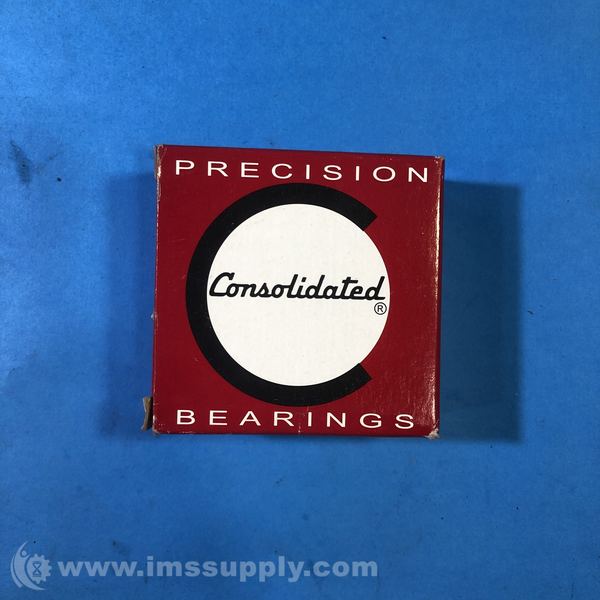 PRECISION
Consolidated
®
BEARINGS
www.imssupply.com